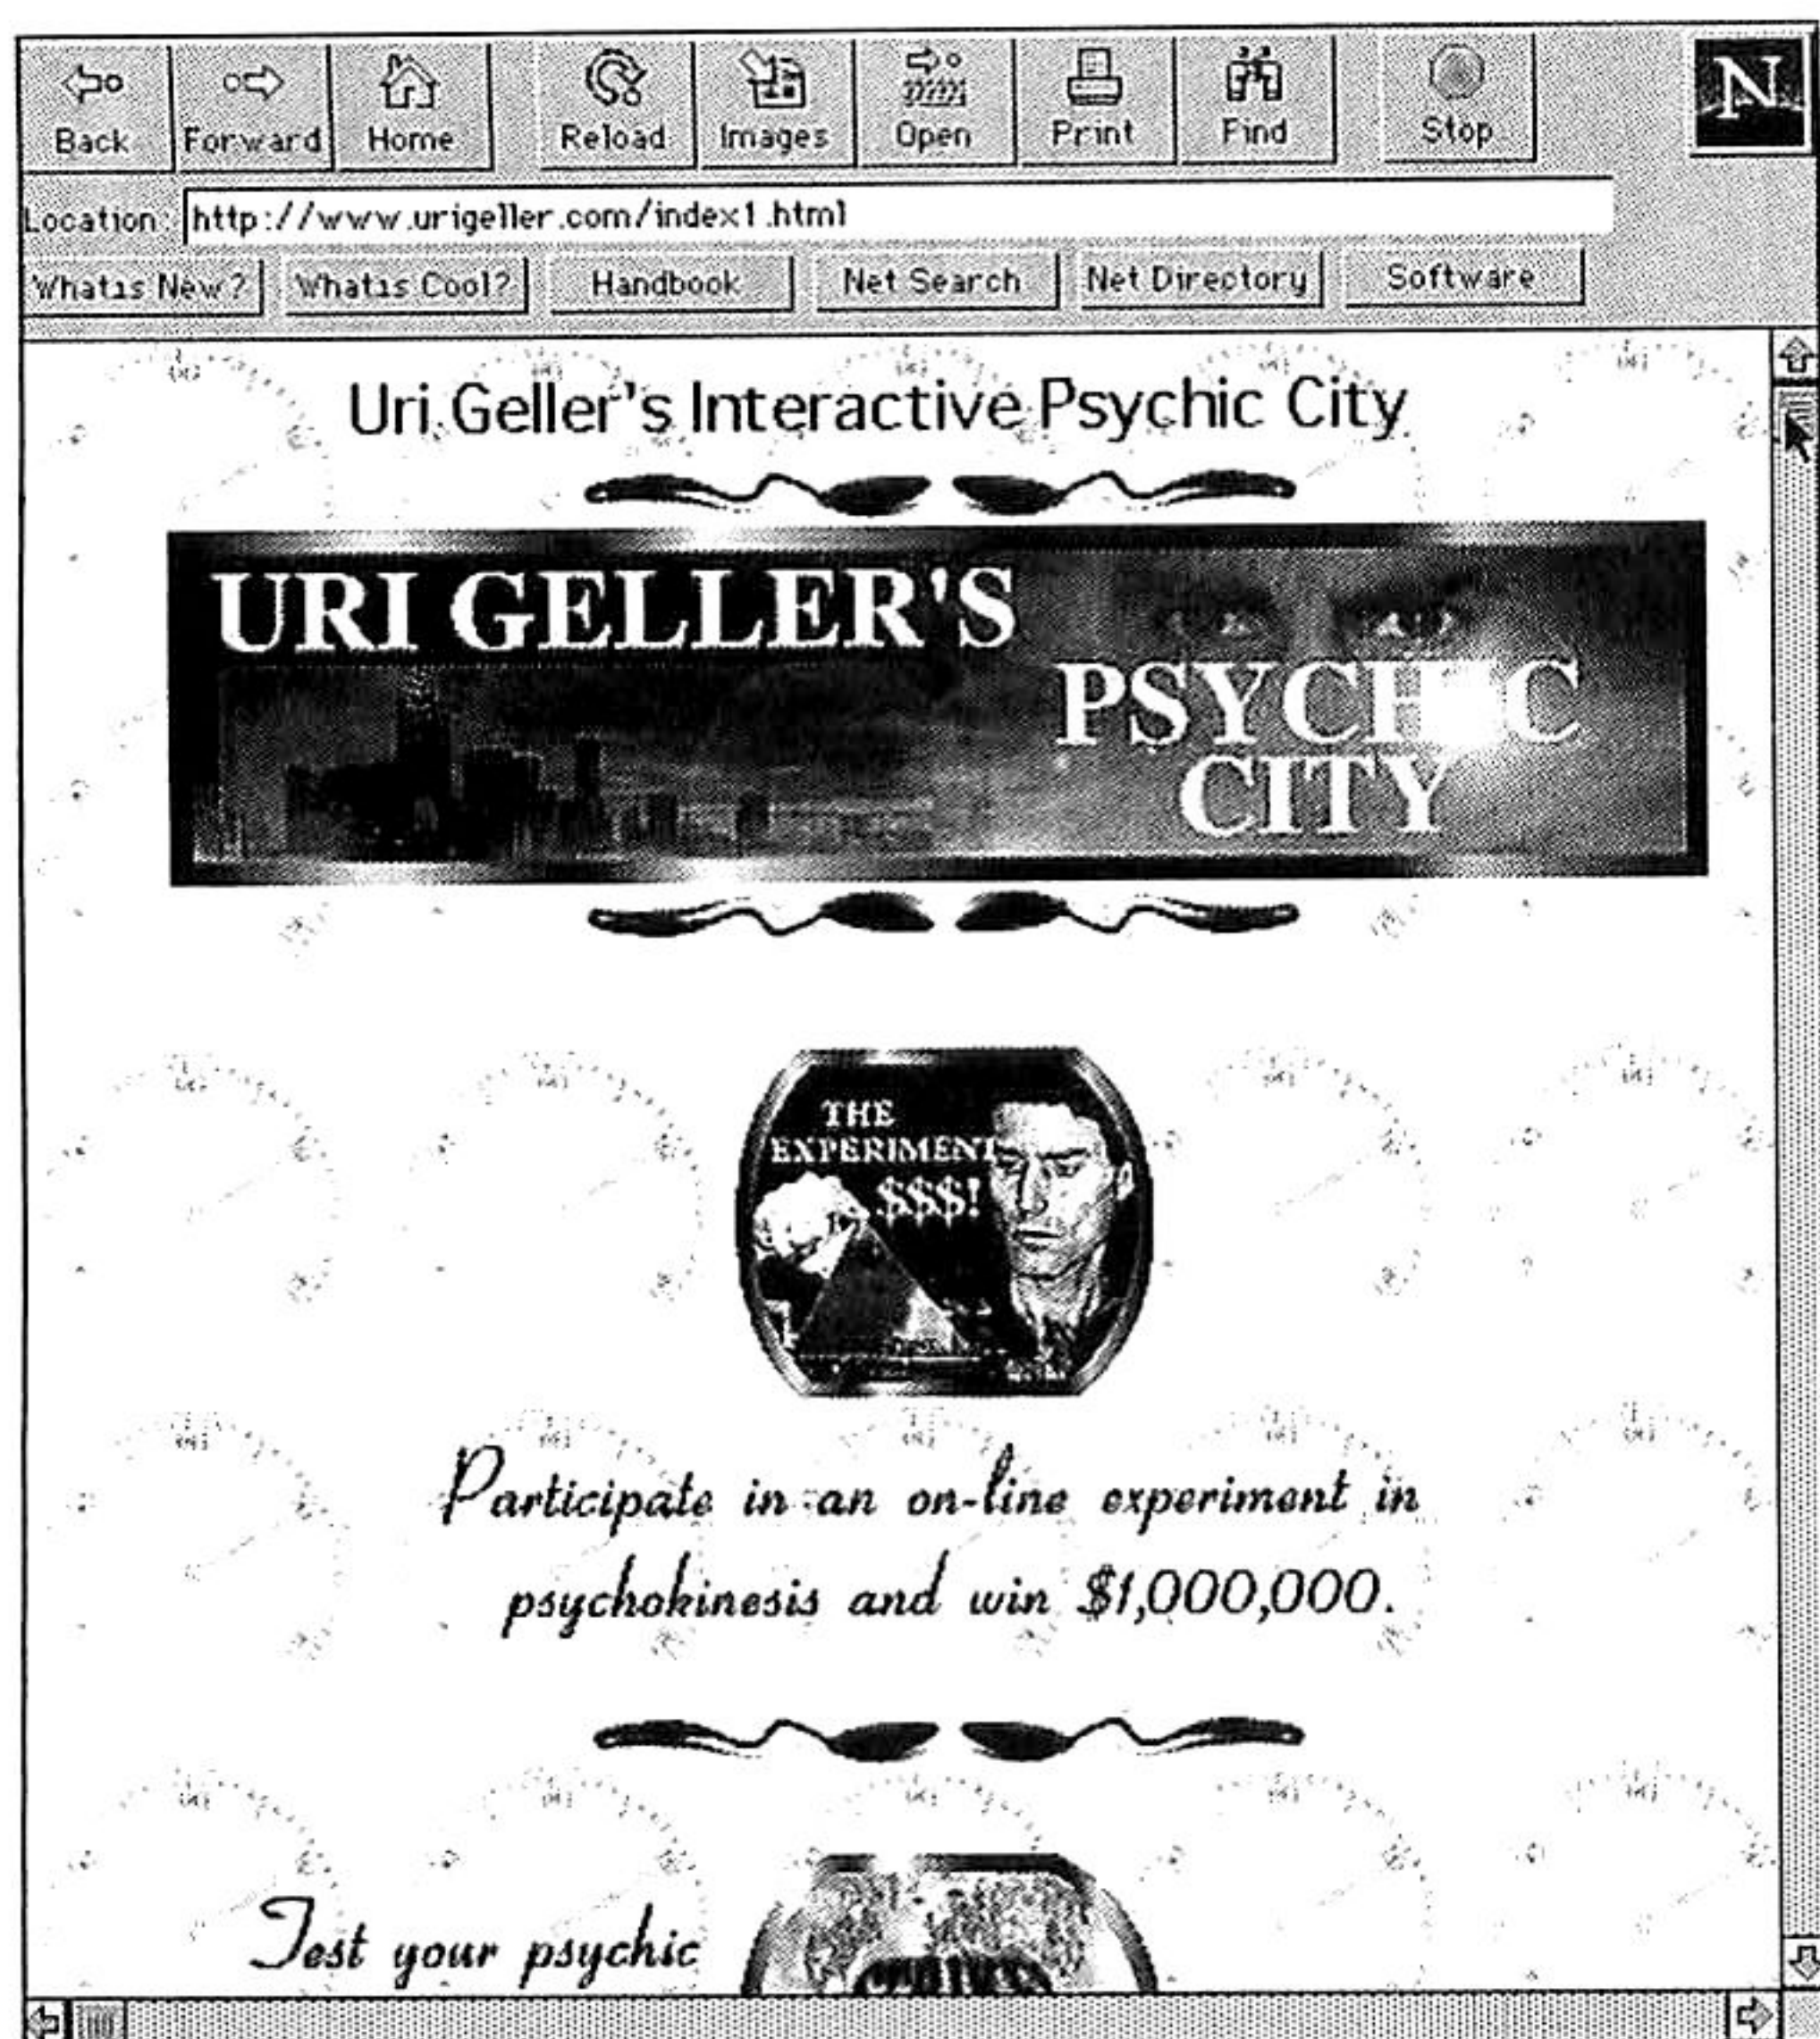 Back Forward Home Reload Images Open Print Find Stop N
Location: http://www.urigeller.com/index1.html
What's New? What's Cool? Handbook Net Search Net Directory Software
Uri Geller's Interactive Psychic City
URI GELLER'S
PSYCHIC
CITY
THE
EXPERIMENT
$$$!
Participate in an on-line experiment in
psychokinesis and win $1,000,000.
Test your psychic